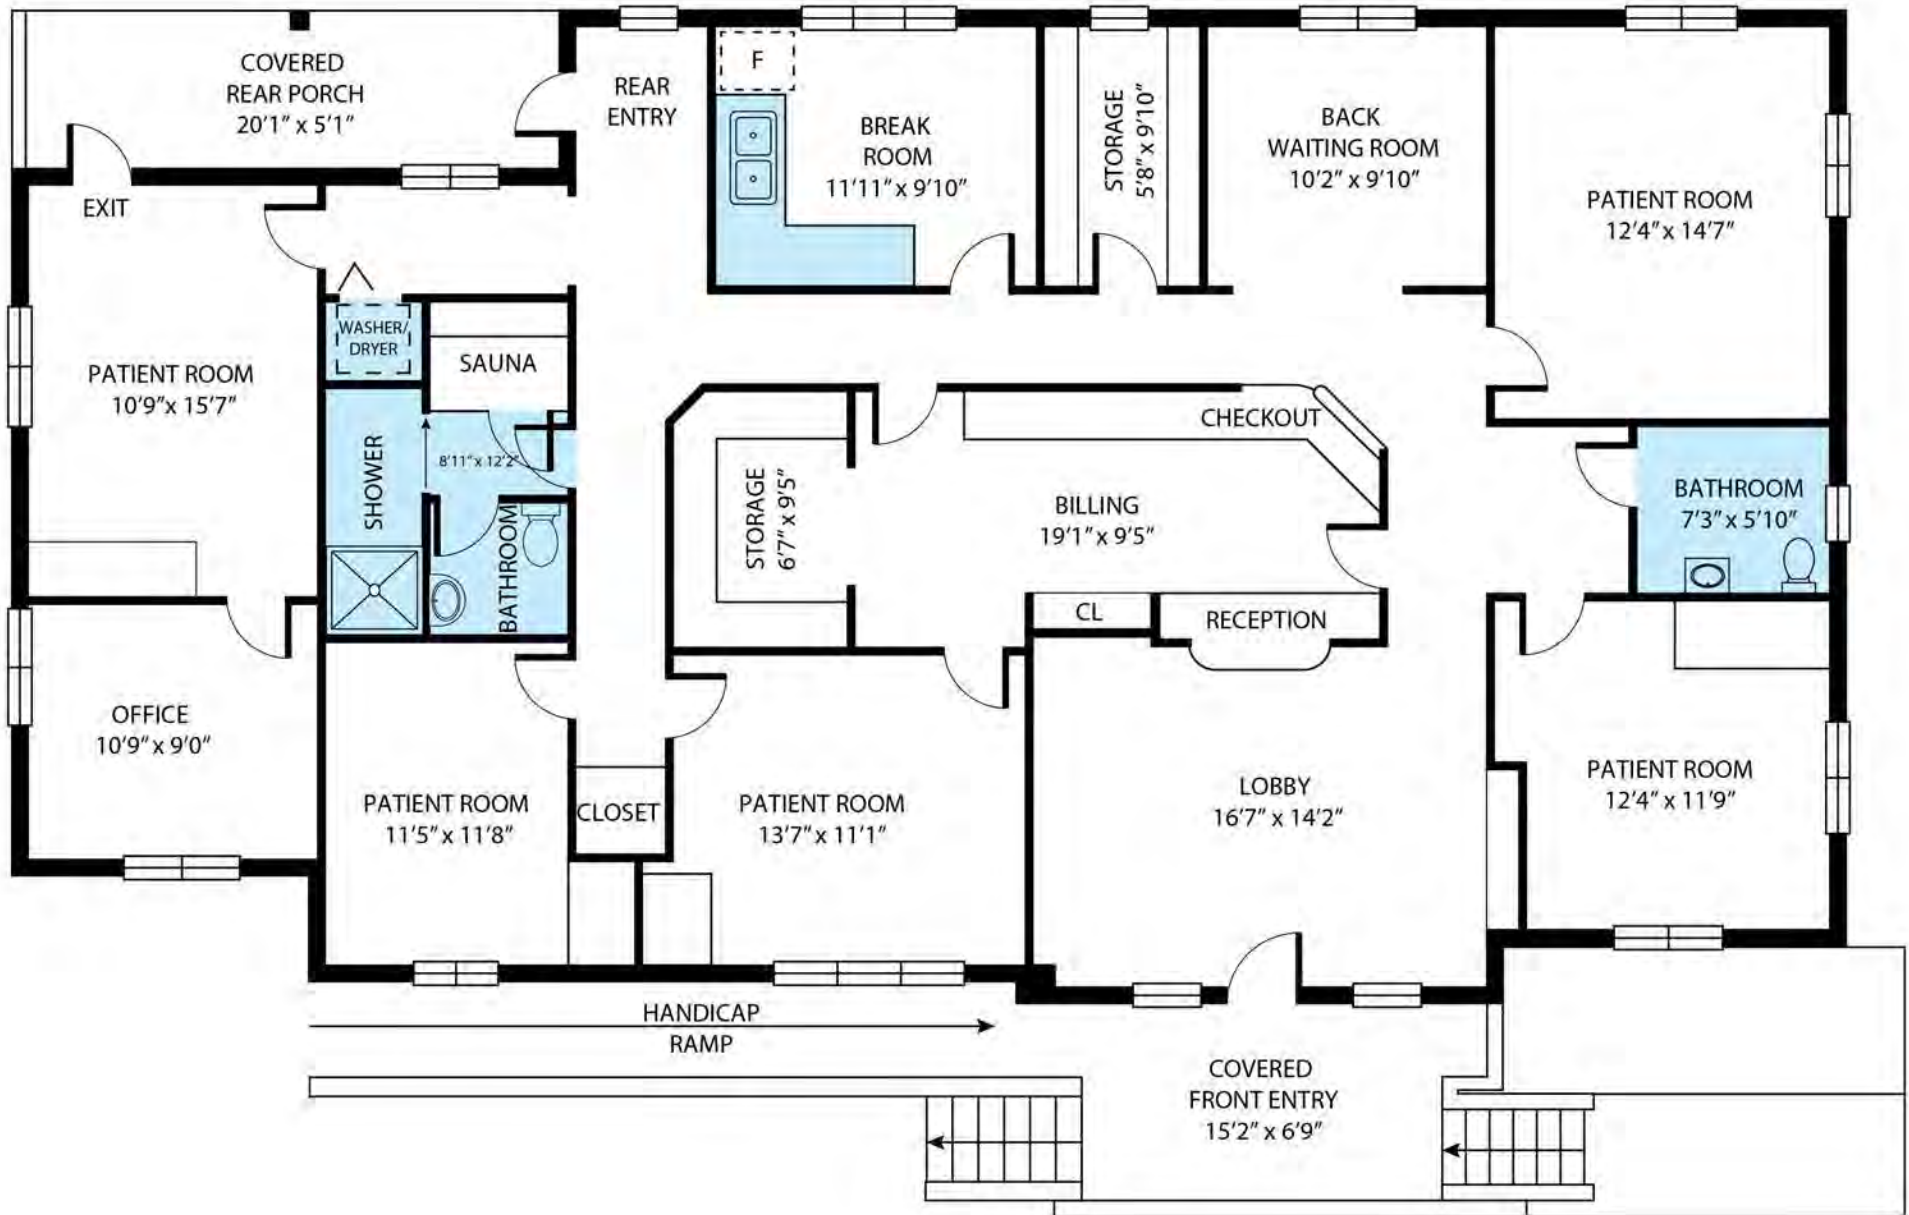 COVERED
REAR PORCH
20'1" x 5'1"
EXIT
REAR
ENTRY
F
BREAK
ROOM
11'11" x 9'10"
STORAGE
5'8" x 9'10"
BACK
WAITING ROOM
10'2" x 9'10"
PATIENT ROOM
12'4" x 14'7"
PATIENT ROOM
10'9" x 15'7"
WASHER/
DRYER
SAUNA
SHOWER
8'11" x 12'2"
BATHROOM
STORAGE
6'7" x 9'5"
CHECKOUT
BILLING
19'1" x 9'5"
CL
RECEPTION
BATHROOM
7'3" x 5'10"
OFFICE
10'9" x 9'0"
PATIENT ROOM
11'5" x 11'8"
CLOSET
PATIENT ROOM
13'7" x 11'1"
LOBBY
16'7" x 14'2"
PATIENT ROOM
12'4" x 11'9"
HANDICAP
RAMP
COVERED
FRONT ENTRY
15'2" x 6'9"